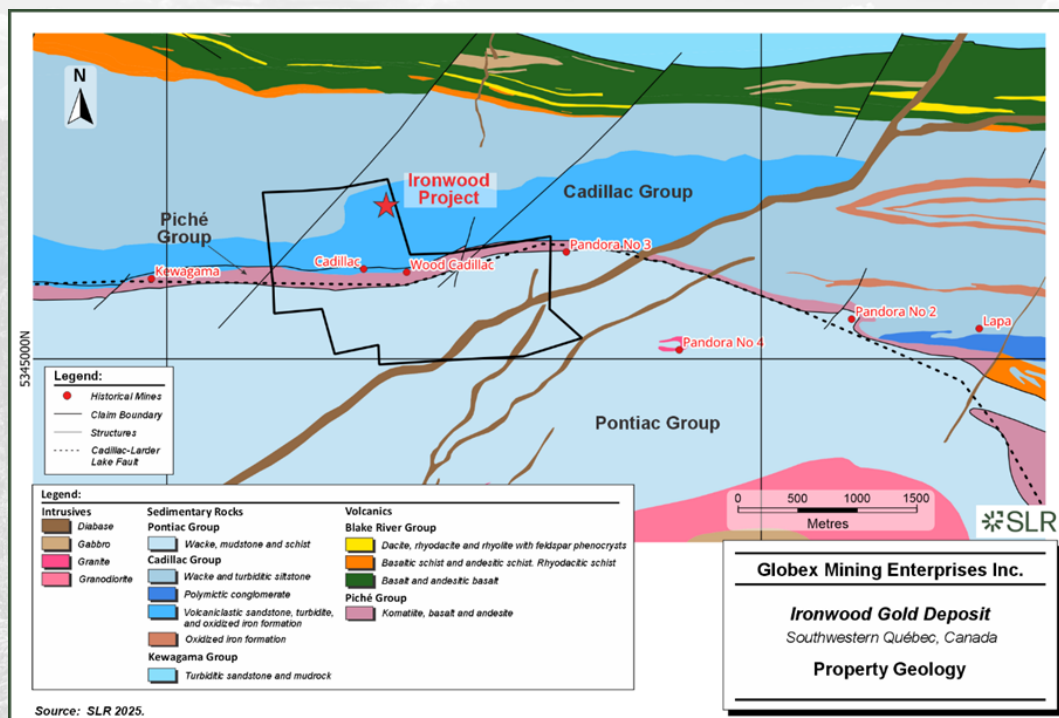 N
Ironwood
Project
Cadillac Group
Piché
Group
Kewagama
Cadillac
Wood Cadillac
Pandora No 3
Pandora No 2
Lapa
Pandora No 4
5345000N
Pontiac Group
Legend:
Historical Mines
Claim Boundary
Structures
Cadillac-Larder
Lake Fault
0 500 1000 1500
Metres
SLR
Legend:
Intrusives
Diabase
Gabbro
Granite
Granodiorite
Sedimentary Rocks
Pontiac Group
Wacke, mudstone and schist
Cadillac Group
Wacke and turbiditic siltstone
Polymictic conglomerate
Volcaniclastic sandstone, turbidite,
and oxidized iron formation
Oxidized iron formation
Kewagama Group
Turbiditic sandstone and mudrock
Volcanics
Blake River Group
Dacite, rhyodacite and rhyolite with feldspar phenocrysts
Basaltic schist and andesitic schist. Rhyodacitic schist
Basalt and andesitic basalt
Piché Group
Komatiite, basalt and andesite
Globex Mining Enterprises Inc.
Ironwood Gold Deposit
Southwestern Québec, Canada
Property Geology
Source: SLR 2025.